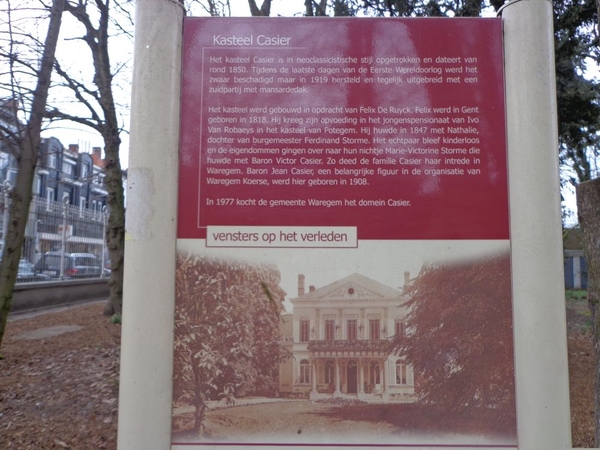 Kasteel Casier
Het kasteel Casier is in neoclassicistische stijl opgetrokken en dateert van
rond 1850. Tijdens de laatste dagen van de Eerste Wereldoorlog werd het
zwaar beschadigd maar in 1919 hersteld en tegelijk uitgebreid met een
zuidpartij met mansardedak.
Het kasteel werd gebouwd in opdracht van Felix De Ruyck. Felix werd in Gent
geboren in 1818. Hij kreeg zijn opvoeding in het jongenspensionaat van Ivo
Van Robaeys in het kasteel van Potegem. Hij huwde in 1847 met Nathalie,
dochter van burgemeester Ferdinand Storme. Het echtpaar bleef kinderloos
en de eigendommen gingen over naar hun nichtje Marie-Victorine Storme die
huwde met Baron Victor Casier. Zo deed de familie Casier haar intrede in
Waregem. Baron Jean Casier, een belangrijke figuur in de organisatie van
Waregem Koerse, werd hier geboren in 1908.
In 1977 kocht de gemeente Waregem het domein Casier.
vensters op het verleden